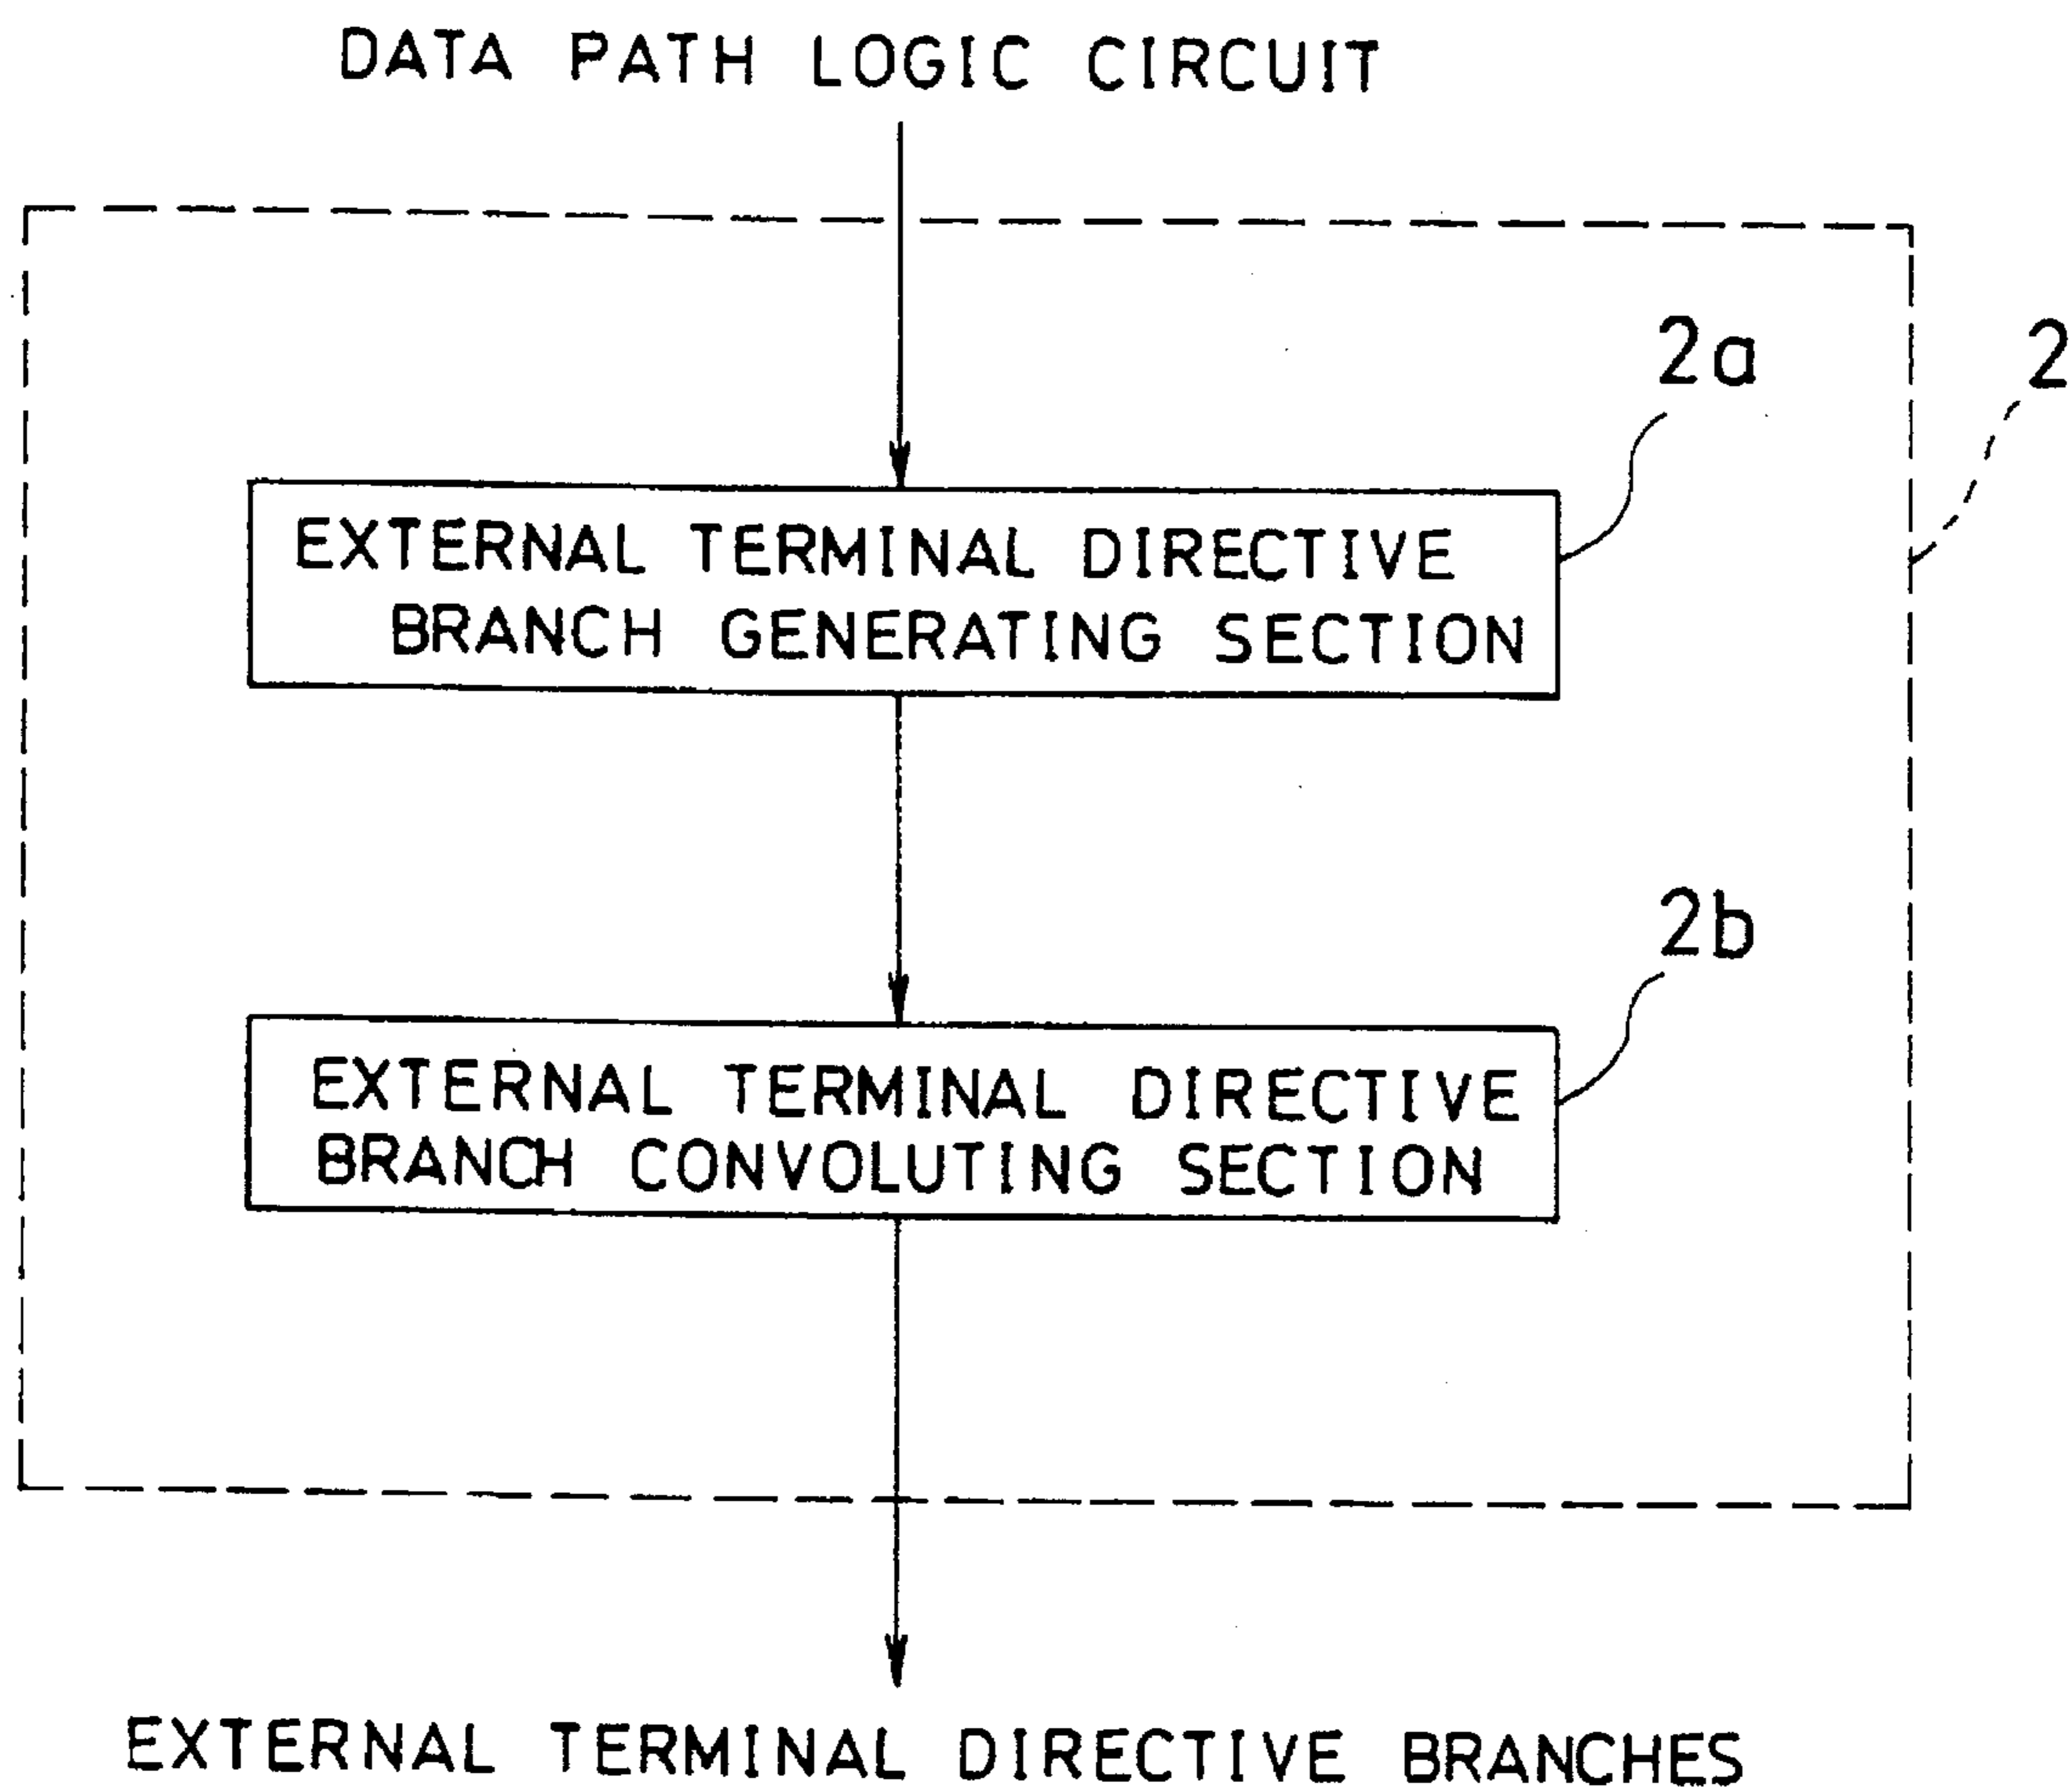 DATA PATH LOGIC CIRCUIT
2a
2
EXTERNAL TERMINAL DIRECTIVE
BRANCH GENERATING SECTION
2b
EXTERNAL TERMINAL DIRECTIVE
BRANCH CONVOLUTING SECTION
EXTERNAL TERMINAL DIRECTIVE BRANCHES